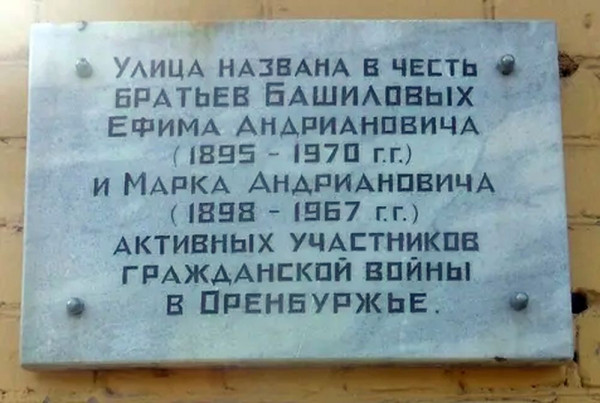 Улица названа в честь
братьев Башиловых
Ефима Андриановича
(1895 - 1970 г.г.)
и Марка Андриановича
(1898 - 1967 г.г.)
активных участников
гражданской войны
в Оренбуржье.